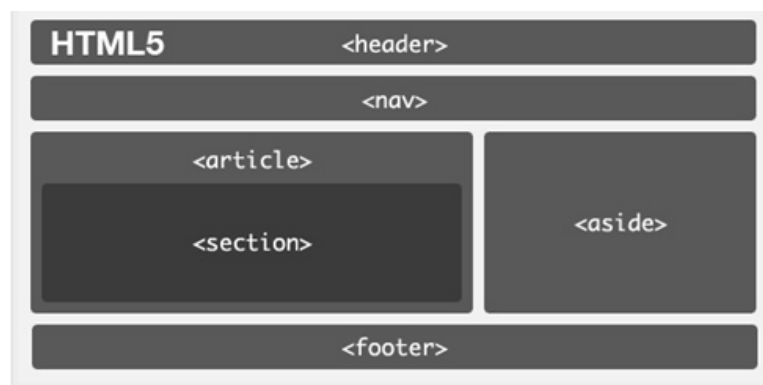 HTML5 <header>
<nav>
<article>
<section>
<aside>
<footer>